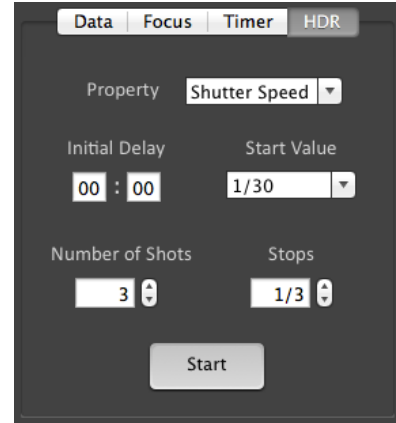 Data Focus Timer HDR
Property Shutter Speed
Initial Delay Start Value
00 : 00 1/30
Number of Shots Stops
3 1/3
Start